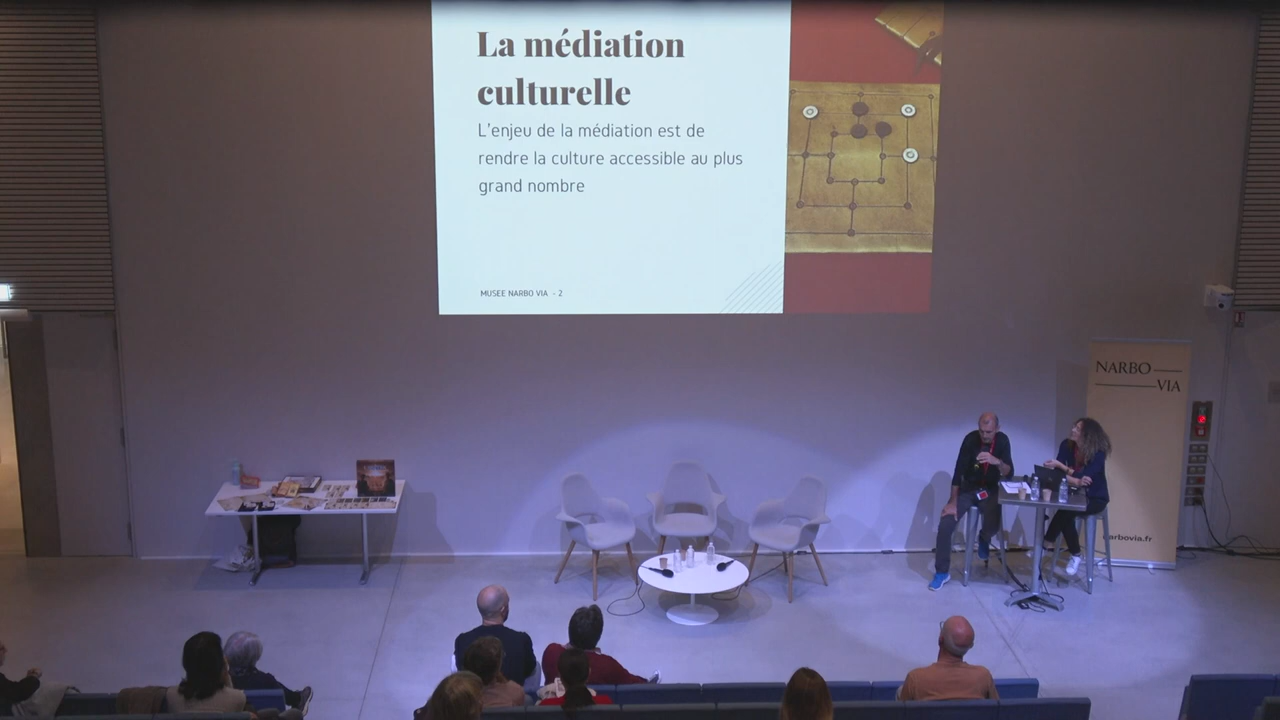 La médiation
culturelle
L'enjeu de la médiation est de
rendre la culture accessible au plus
grand nombre
MUSEE NARBO VIA - 2
NARBO
VIA
narbovia.fr